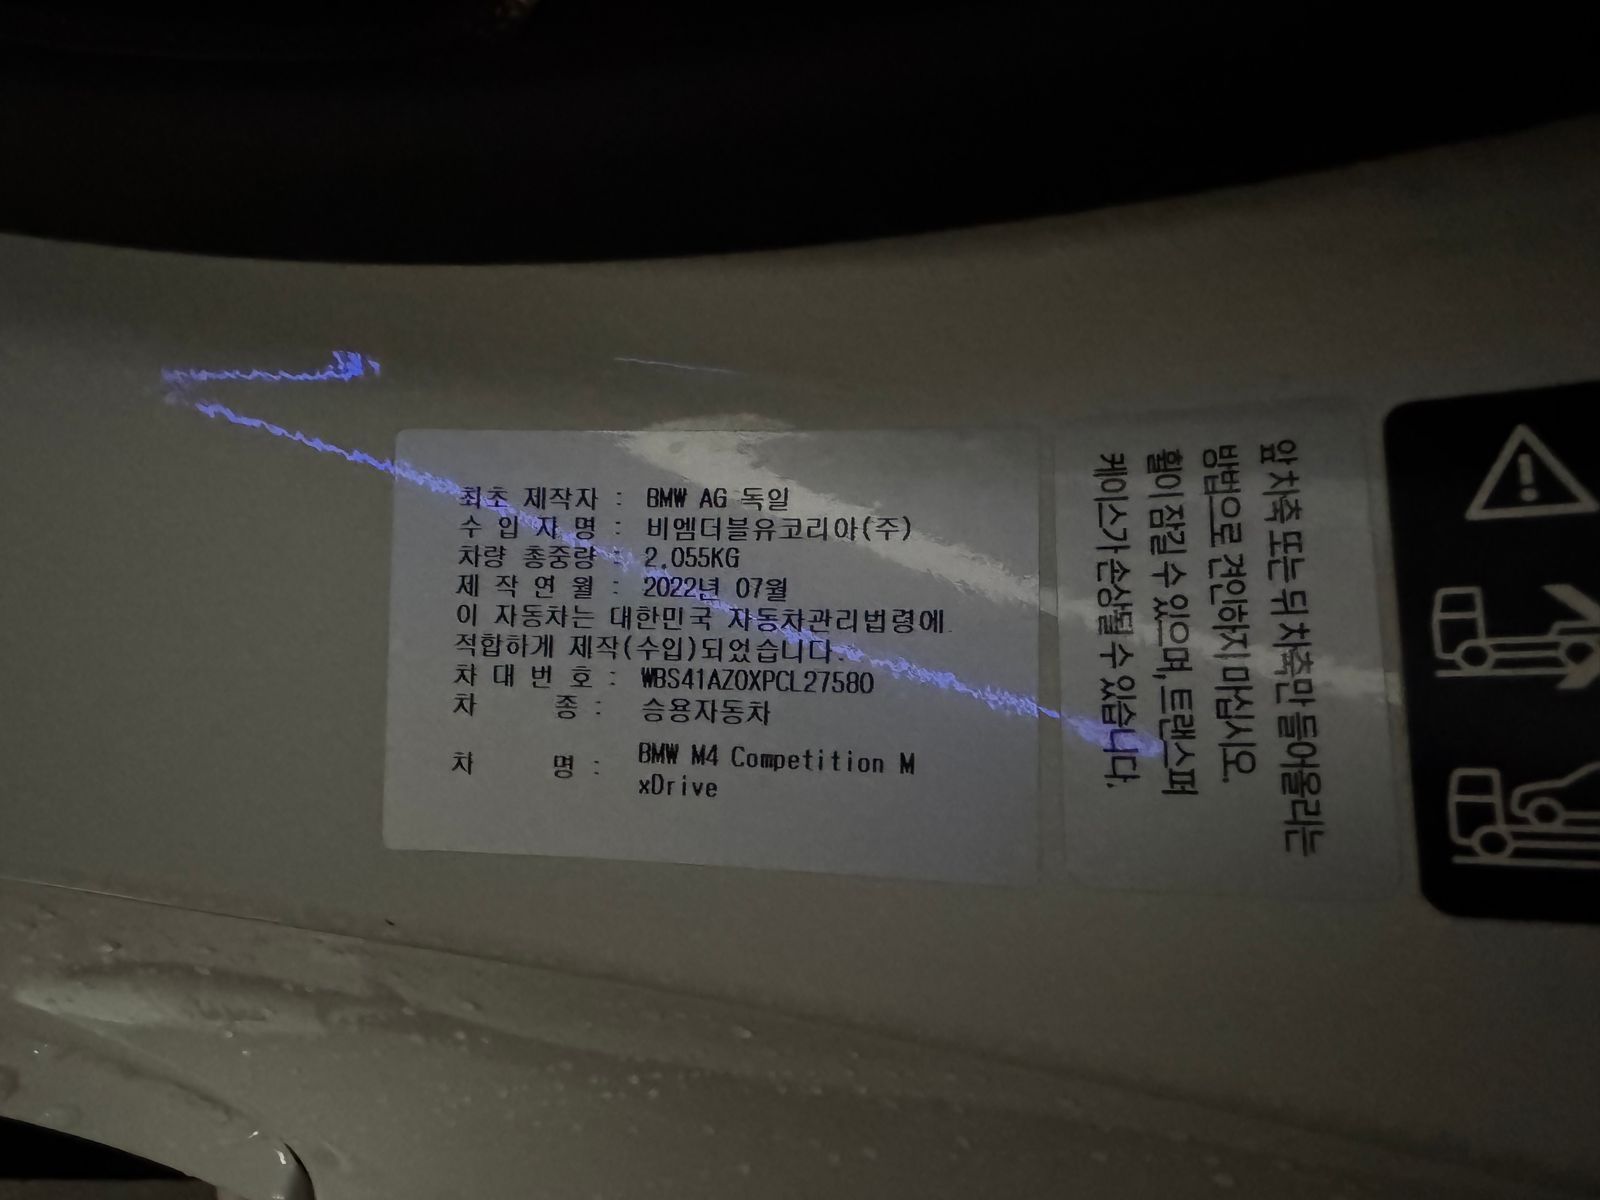 최초 제작자 : BMW AG 독일
수 입 자 명 : 비엠더블유코리아(주)
차량 총중량 : 2,055KG
제 작 연 월 : 2022년 07월
이 자동차는 대한민국 자동차관리법령에
적합하게 제작(수입)되었습니다.
차 대 번 호 : WBS41AZ0XPCL27580
차 종 : 승용자동차
차 명 : BMW M4 Competition M
xDrive
앞 차축 또는 뒤 차축만 들어올리는
방법으로 견인하지 마십시오.
휠이 잠길 수 있으며, 트랜스퍼
케이스가 손상될 수 있습니다.